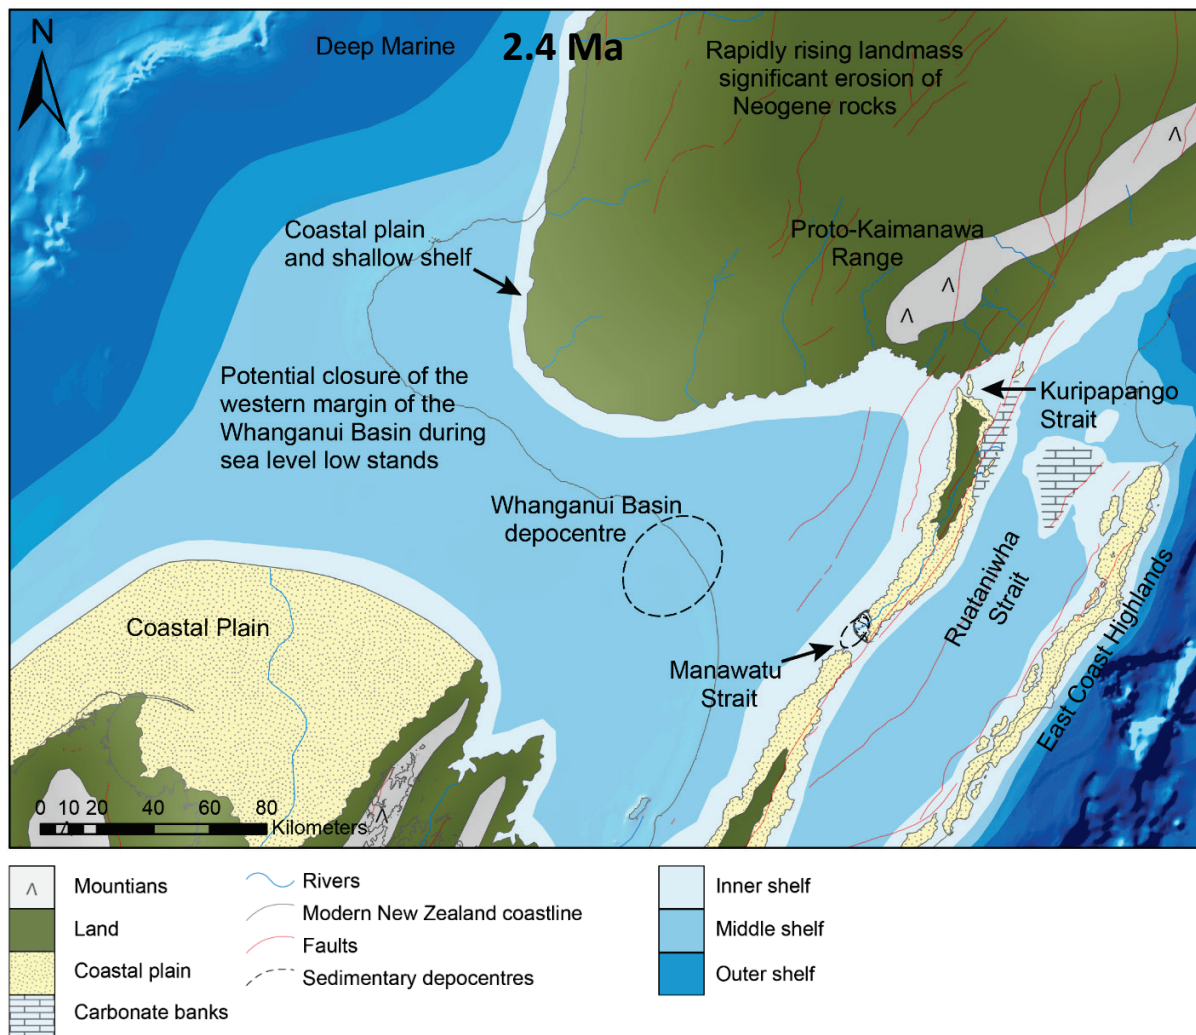 N
Deep Marine
2.4 Ma
Rapidly rising landmass
significant erosion of
Neogene rocks
Coastal plain
and shallow shelf
Proto-Kaimanawa
Range
Λ
Λ
Λ
Potential closure of the
western margin of the
Whanganui Basin during
sea level low stands
Kuripapango
Strait
Whanganui Basin
depocentre
Ruataniwha
Strait
Coastal Plain
Manawatu
Strait
East Coast Highlands
0 10 20 40 60 80
Kilometers
Λ
Λ Mountians
Land
Coastal plain
Carbonate banks
Rivers
Modern New Zealand coastline
Faults
Sedimentary depocentres
Inner shelf
Middle shelf
Outer shelf